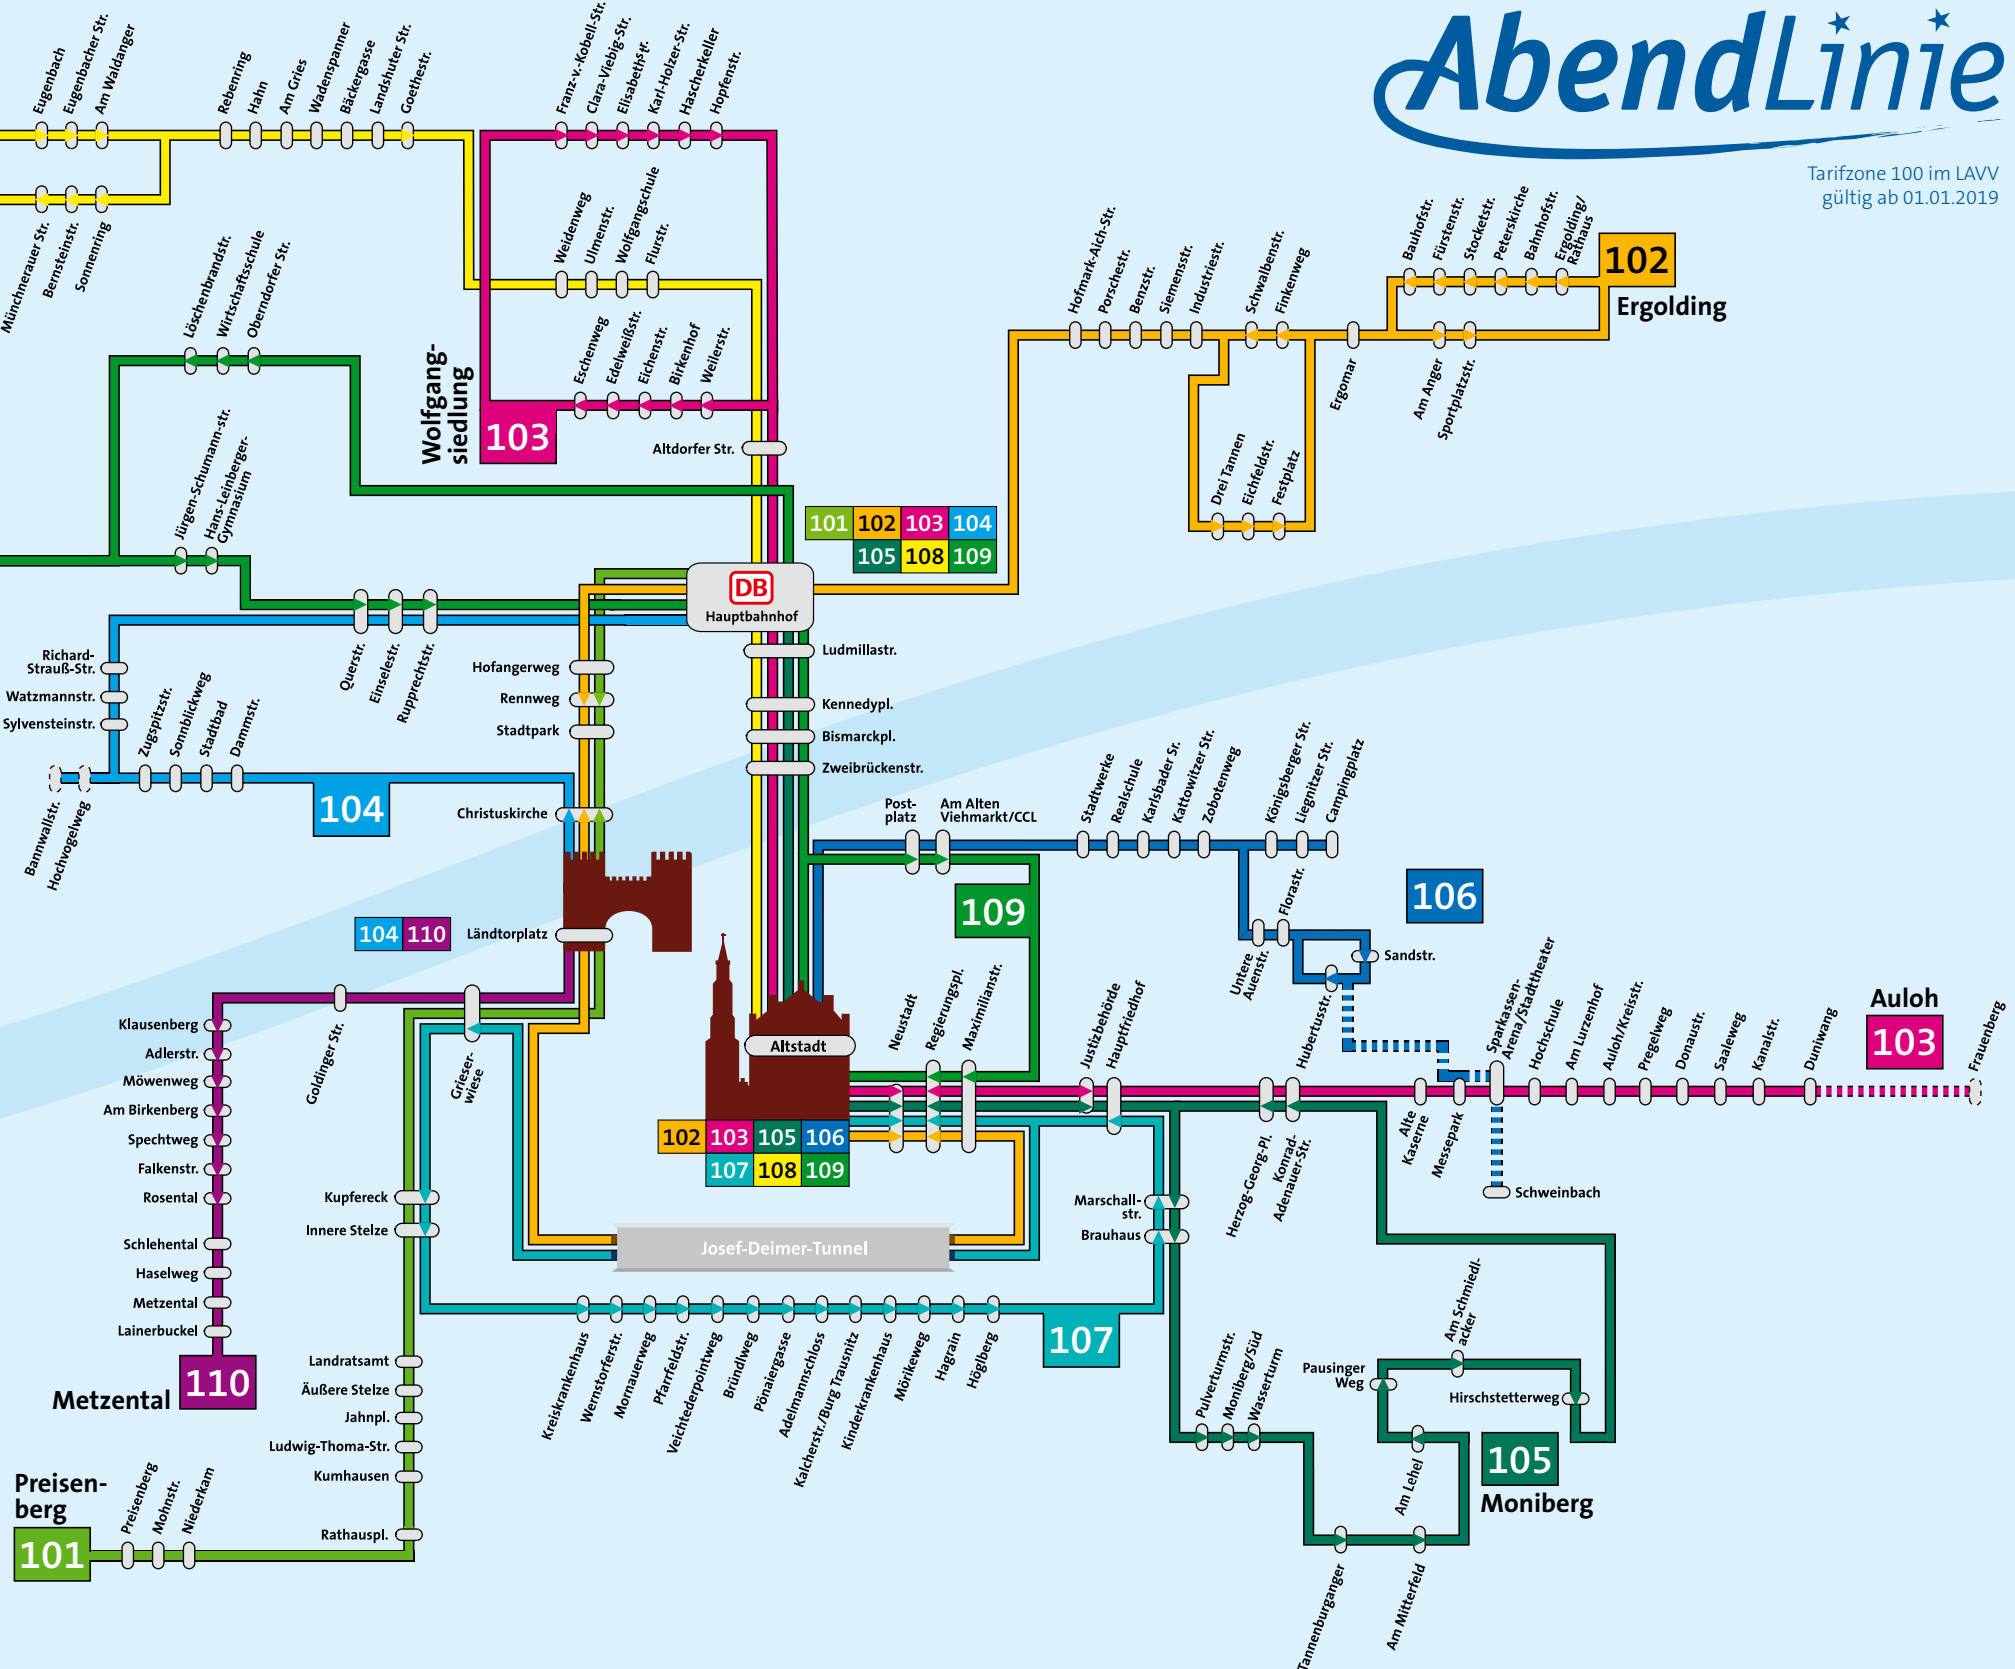 AbendLinie
Tarifzone 100 im LAVV
gültig ab 01.01.2019
Eugenbach
Eugenbacher Str.
Am Waldanger
Rebenring
Hahn
Am Gries
Wadenspanner
Bäckergasse
Landshuter Str.
Goethestr.
Franz-v.-Kobell-Str.
Clara-Viebig-Str.
Elisabethstr.
Karl-Holzer-Str.
Hascherkeller
Hopfenstr.
Münchnerauer Str.
Bernsteinstr.
Sonnenring
Weidenweg
Ulmenstr.
Wolfgangschule
Flurstr.
Löschenbrandstr.
Wirtschaftsschule
Oberndorfer Str.
Wolfgang-
siedlung
103
Eschenweg
Edelweißstr.
Eichenstr.
Birkenhof
Weilerstr.
Altdorfer Str.
Hofmark-Aich-Str.
Porschestr.
Benzstr.
Siemensstr.
Industriestr.
Schwalbenstr.
Finkenweg
Ergomar
Bauhofstr.
Fürstenstr.
Stocketstr.
Peterskirche
Bahnhofstr.
Ergolding/
Rathaus
102
Ergolding
Am Anger
Sportplatzstr.
Drei Tannen
Eichfeldstr.
Festplatz
Jürgen-Schumann-str.
Hans-Leinberger-
Gymnasium
101 102 103 104
105 108 109
DB
Hauptbahnhof
Querstr.
Einselestr.
Rupprechtstr.
Richard-
Strauß-Str.
Watzmannstr.
Sylvensteinstr.
Zugspitzstr.
Sonnblickweg
Stadtbad
Dammstr.
Bannwallstr.
Hochvogelweg
104
Hofangerweg
Rennweg
Stadtpark
Christuskirche
Ludmillastr.
Kennedypl.
Bismarckpl.
Zweibrückenstr.
104 110
Ländtorplatz
Post-
platz
Am Alten
Viehmarkt/CCL
109
Stadtwerke
Realschule
Karlsbader Sr.
Kattowitzer Str.
Zobotenweg
Königsberger Str.
Liegnitzer Str.
Campingplatz
106
Untere
Auenstr.
Florastr.
Sandstr.
Hubertusstr.
Altstadt
102 103 105 106
107 108 109
Neustadt
Regierungspl.
Maximilianstr.
Justizbehörde
Hauptfriedhof
Herzog-Georg-Pl.
Konrad-
Adenauer-Str.
Alte
Kaserne
Messepark
Sparkassen-
Arena/Stadttheater
Hochschule
Am Lurzenhof
Auloh/Kreisstr.
Pregelweg
Donaustr.
Saaleweg
Kanalstr.
Duniwang
Auloh
103
Frauenberg
Schweinbach
Goldinger Str.
Grieser-
wiese
Klausenberg
Adlerstr.
Möwenweg
Am Birkenberg
Spechtweg
Falkenstr.
Rosental
Schlehental
Haselweg
Metzental
Lainerbuckel
Metzental
110
Kupfereck
Innere Stelze
Landratsamt
Äußere Stelze
Jahnpl.
Ludwig-Thoma-Str.
Kumhausen
Rathauspl.
Preisen-
berg
101
Preisenberg
Mohnstr.
Niederkam
Josef-Deimer-Tunnel
Kreiskrankenhaus
Wernstorferstr.
Mornauerweg
Pfarrfeldstr.
Veichtederpointweg
Bründlweg
Pönaiergasse
Adelmannschloss
Kalcherstr./Burg Trausnitz
Kinderkrankenhaus
Mörikeweg
Hagrain
Höglberg
107
Marschall-
str.
Brauhaus
Pulverturmstr.
Moniberg/Süd
Wasserturm
Tannenburganger
Am Mitterfeld
Am Lehel
Pausinger
Weg
Am Schmiedl-
acker
Hirschstetterweg
105
Moniberg